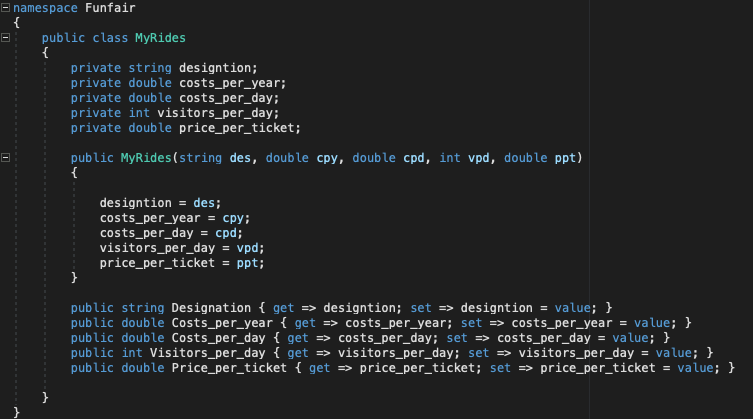 namespace Funfair
{
public class MyRides
{
private string designtion;
private double costs_per_year;
private double costs_per_day;
private int visitors_per_day;
private double price_per_ticket;
public MyRides(string des, double cpy, double cpd, int vpd, double ppt)
{
designtion = des;
costs_per_year = cpy;
costs_per_day = cpd;
visitors_per_day = vpd;
price_per_ticket = ppt;
}
public string Designation { get => designtion; set => designtion = value; }
public double Costs_per_year { get => costs_per_year; set => costs_per_year = value; }
public double Costs_per_day { get => costs_per_day; set => costs_per_day = value; }
public int Visitors_per_day { get => visitors_per_day; set => visitors_per_day = value; }
public double Price_per_ticket { get => price_per_ticket; set => price_per_ticket = value; }
}
}